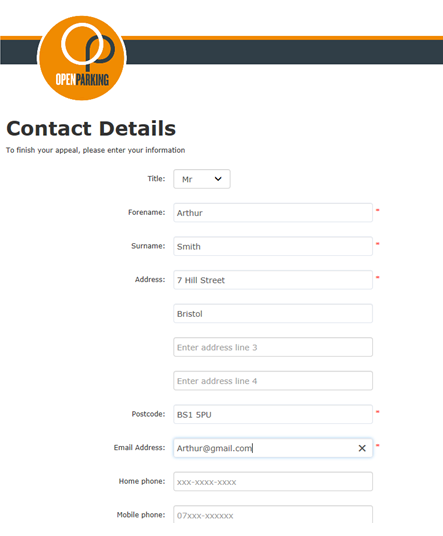 OPENPARKING
Contact Details
To finish your appeal, please enter your information
Title: Mr
Forename: Arthur *
Surname: Smith *
Address: 7 Hill Street *
Bristol
Enter address line 3
Enter address line 4
Postcode: BS1 5PU *
Email Address: Arthur@gmail.com *
Home phone: xxx-xxxx-xxxx
Mobile phone: 07xxx-xxxxxx